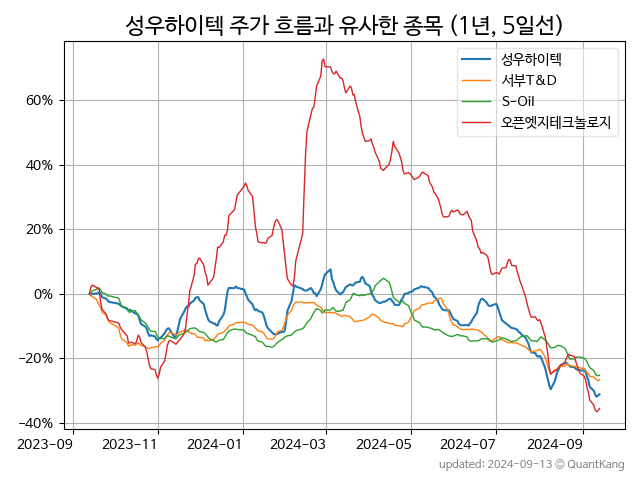 성우하이텍 주가 흐름과 유사한 종목 (1년, 5일선)
성우하이텍
서부T&D
S-Oil
오픈엣지테크놀로지
60%
40%
20%
0%
−20%
−40%
2023-09 2023-11 2024-01 2024-03 2024-05 2024-07 2024-09
updated: 2024-09-13 © QuantKang